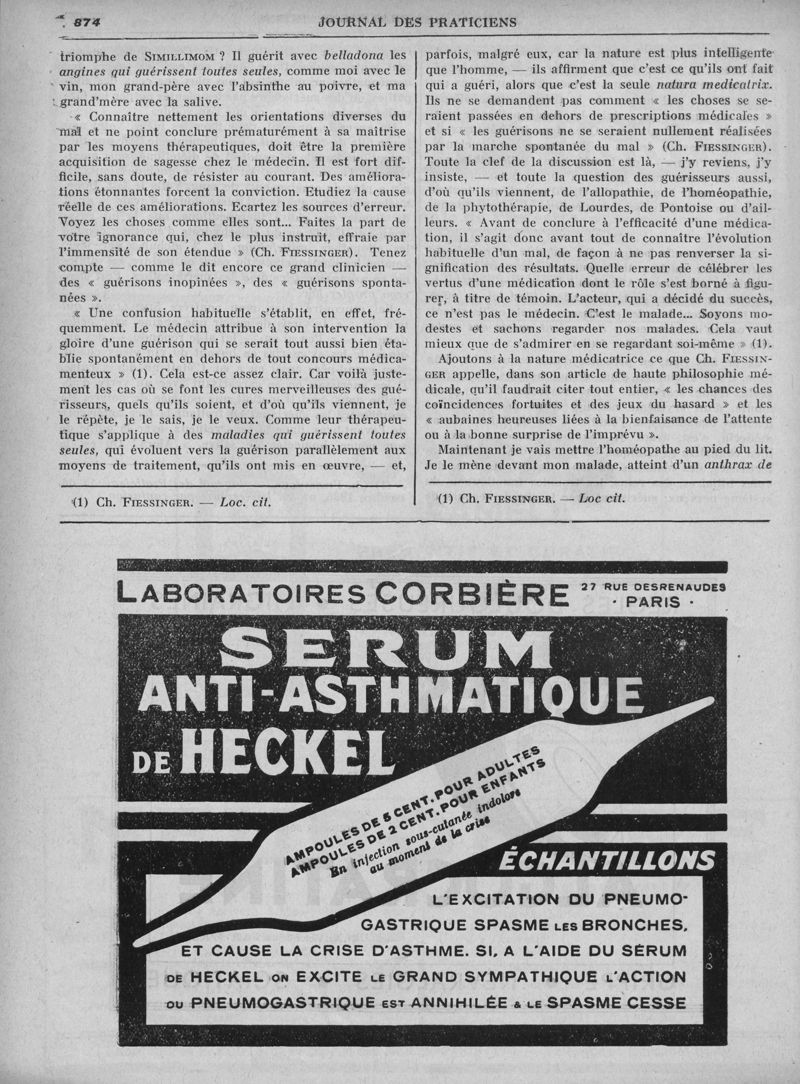 874
JOURNAL DES PRATICIENS
triomphe de SIMILLIMOM ? Il guérit avec belladona les
angines qui guérissent toutes seules, comme moi avec le
vin, mon grand-père avec l'absinthe au poivre, et ma
grand'mère avec la salive.
« Connaître nettement les orientations diverses du
mal et ne point conclure prématurément à sa maîtrise
par les moyens thérapeutiques, doit être la première
acquisition de sagesse chez le médecin. Il est fort dif-
ficile, sans doute, de résister au courant. Des améliora-
tions étonnantes forcent la conviction. Etudiez la cause
réelle de ces améliorations. Ecartez les sources d'erreur.
Voyez les choses comme elles sont... Faites la part de
votre ignorance qui, chez le plus instruit, effraie par
l'immensité de son étendue » (Ch. FIESSINGER). Tenez
compte — comme le dit encore ce grand clinicien —
des « guérisons inopinées », des « guérisons sponta-
nées ».
« Une confusion habituelle s'établit, en effet, fré-
quemment. Le médecin attribue à son intervention la
gloire d'une guérison qui se serait tout aussi bien éta-
blie spontanément en dehors de tout concours médica-
menteux » (1). Cela est-ce assez clair. Car voilà juste-
ment les cas où se font les cures merveilleuses des gué-
risseurs, quels qu'ils soient, et d'où qu'ils viennent, je
le répète, je le sais, je le veux. Comme leur thérapeu-
tique s'applique à des maladies qui guérissent toutes
seules, qui évoluent vers la guérison parallèlement aux
moyens de traitement, qu'ils ont mis en œuvre, — et,
(1) Ch. FIESSINGER. — Loc. cit.
parfois, malgré eux, car la nature est plus intelligente
que l'homme, — ils affirment que c'est ce qu'ils ont fait
qui a guéri, alors que c'est la seule natura medicatrix.
Ils ne se demandent pas comment « les choses se se-
raient passées en dehors de prescriptions médicales »
et si « les guérisons ne se seraient nullement réalisées
par la marche spontanée du mal » (Ch. FIESSINGER).
Toute la clef de la discussion est là, — j'y reviens, j'y
insiste, — et toute la question des guérisseurs aussi,
d'où qu'ils viennent, de l'allopathie, de l'homéopathie,
de la phytothérapie, de Lourdes, de Pontoise ou d'ail-
leurs. « Avant de conclure à l'efficacité d'une médica-
tion, il s'agit donc avant tout de connaître l'évolution
habituelle d'un mal, de façon à ne pas renverser la si-
gnification des résultats. Quelle erreur de célébrer les
vertus d'une médication dont le rôle s'est borné à figu-
rer, à titre de témoin. L'acteur, qui a décidé du succès,
ce n'est pas le médecin. C'est le malade... Soyons mo-
destes et sachons regarder nos malades. Cela vaut
mieux que de s'admirer en se regardant soi-même » (1).
Ajoutons à la nature médicatrice ce que Ch. FIESSIN-
GER appelle, dans son article de haute philosophie mé-
dicale, qu'il faudrait citer tout entier, « les chances des
coïncidences fortuites et des jeux du hasard » et les
« aubaines heureuses liées à la bienfaisance de l'attente
ou à la bonne surprise de l'imprévu ».
Maintenant je vais mettre l'homéopathe au pied du lit.
Je le mène devant mon malade, atteint d'un anthrax de
(1) Ch. FIESSINGER. — Loc cit.
LABORATOIRES CORBIÈRE
27 RUE DESRENAUDES
· PARIS ·
SERUM
ANTI-ASTHMATIQUE
DE HECKEL
AMPOULES DE 5 CENT. POUR ADULTES
AMPOULES DE 2 CENT. POUR ENFANTS
En injection sous-cutanée indolore
au moment de la crise
ÉCHANTILLONS
L'EXCITATION DU PNEUMO-
GASTRIQUE SPASME LES BRONCHES,
ET CAUSE LA CRISE D'ASTHME. SI, A L'AIDE DU SÉRUM
DE HECKEL ON EXCITE LE GRAND SYMPATHIQUE L'ACTION
DU PNEUMOGASTRIQUE EST ANNIHILÉE & LE SPASME CESSE